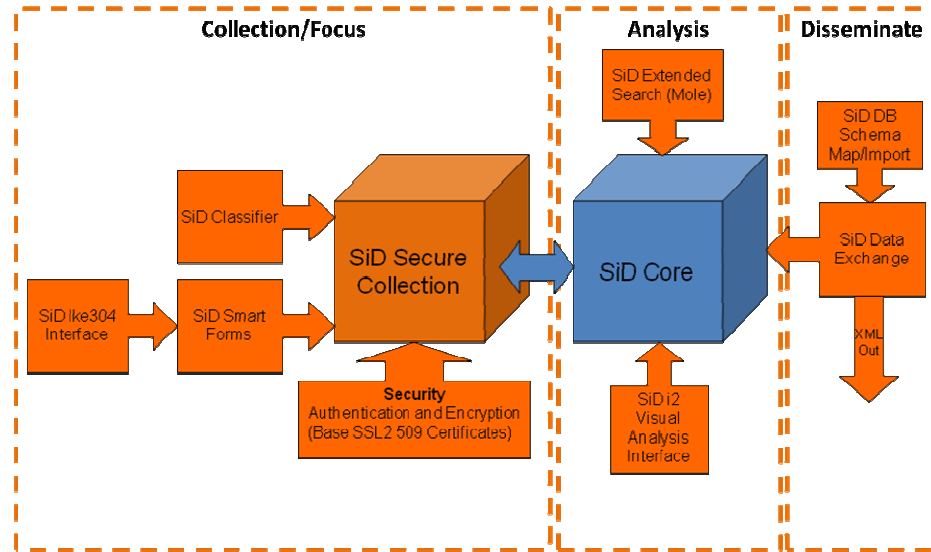 Collection/Focus
Analysis
Disseminate
SiD Extended
Search (Mole)
SiD DB
Schema
Map/Import
SiD Classifier
SiD Secure
Collection
SiD Core
SiD Data
Exchange
SiD Ike304
Interface
SiD Smart
Forms
XML
Out
Security
Authentication and Encryption
(Base SSL2 509 Certificates)
SiD i2
Visual
Analysis
Interface